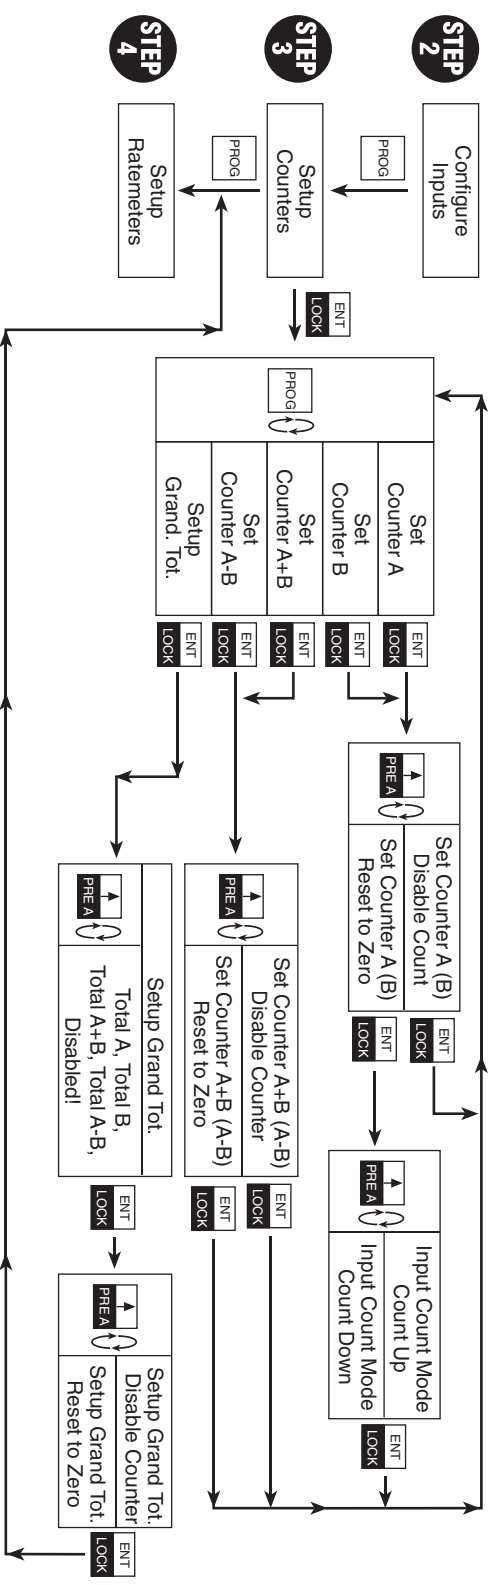 STEP
2
Configure
Inputs
PROG
STEP
3
Setup
Counters
PROG
STEP
4
Setup
Ratemeters
ENT
LOCK
PROG
Set
Counter A
Set
Counter B
Set
Counter A+B
Set
Counter A-B
Setup
Grand. Tot.
ENT
LOCK
ENT
LOCK
ENT
LOCK
ENT
LOCK
ENT
LOCK
PRE A
Set Counter A (B)
Disable Count
Set Counter A (B)
Reset to Zero
ENT
LOCK
ENT
LOCK
PRE A
Input Count Mode
Count Up
Input Count Mode
Count Down
ENT
LOCK
PRE A
Set Counter A+B (A-B)
Disable Counter
Set Counter A+B (A-B)
Reset to Zero
ENT
LOCK
ENT
LOCK
PRE A
Setup Grand Tot.
Total A, Total B,
Total A+B, Total A-B,
Disabled!
ENT
LOCK
PRE A
Setup Grand Tot.
Disable Counter
Setup Grand Tot.
Reset to Zero
ENT
LOCK